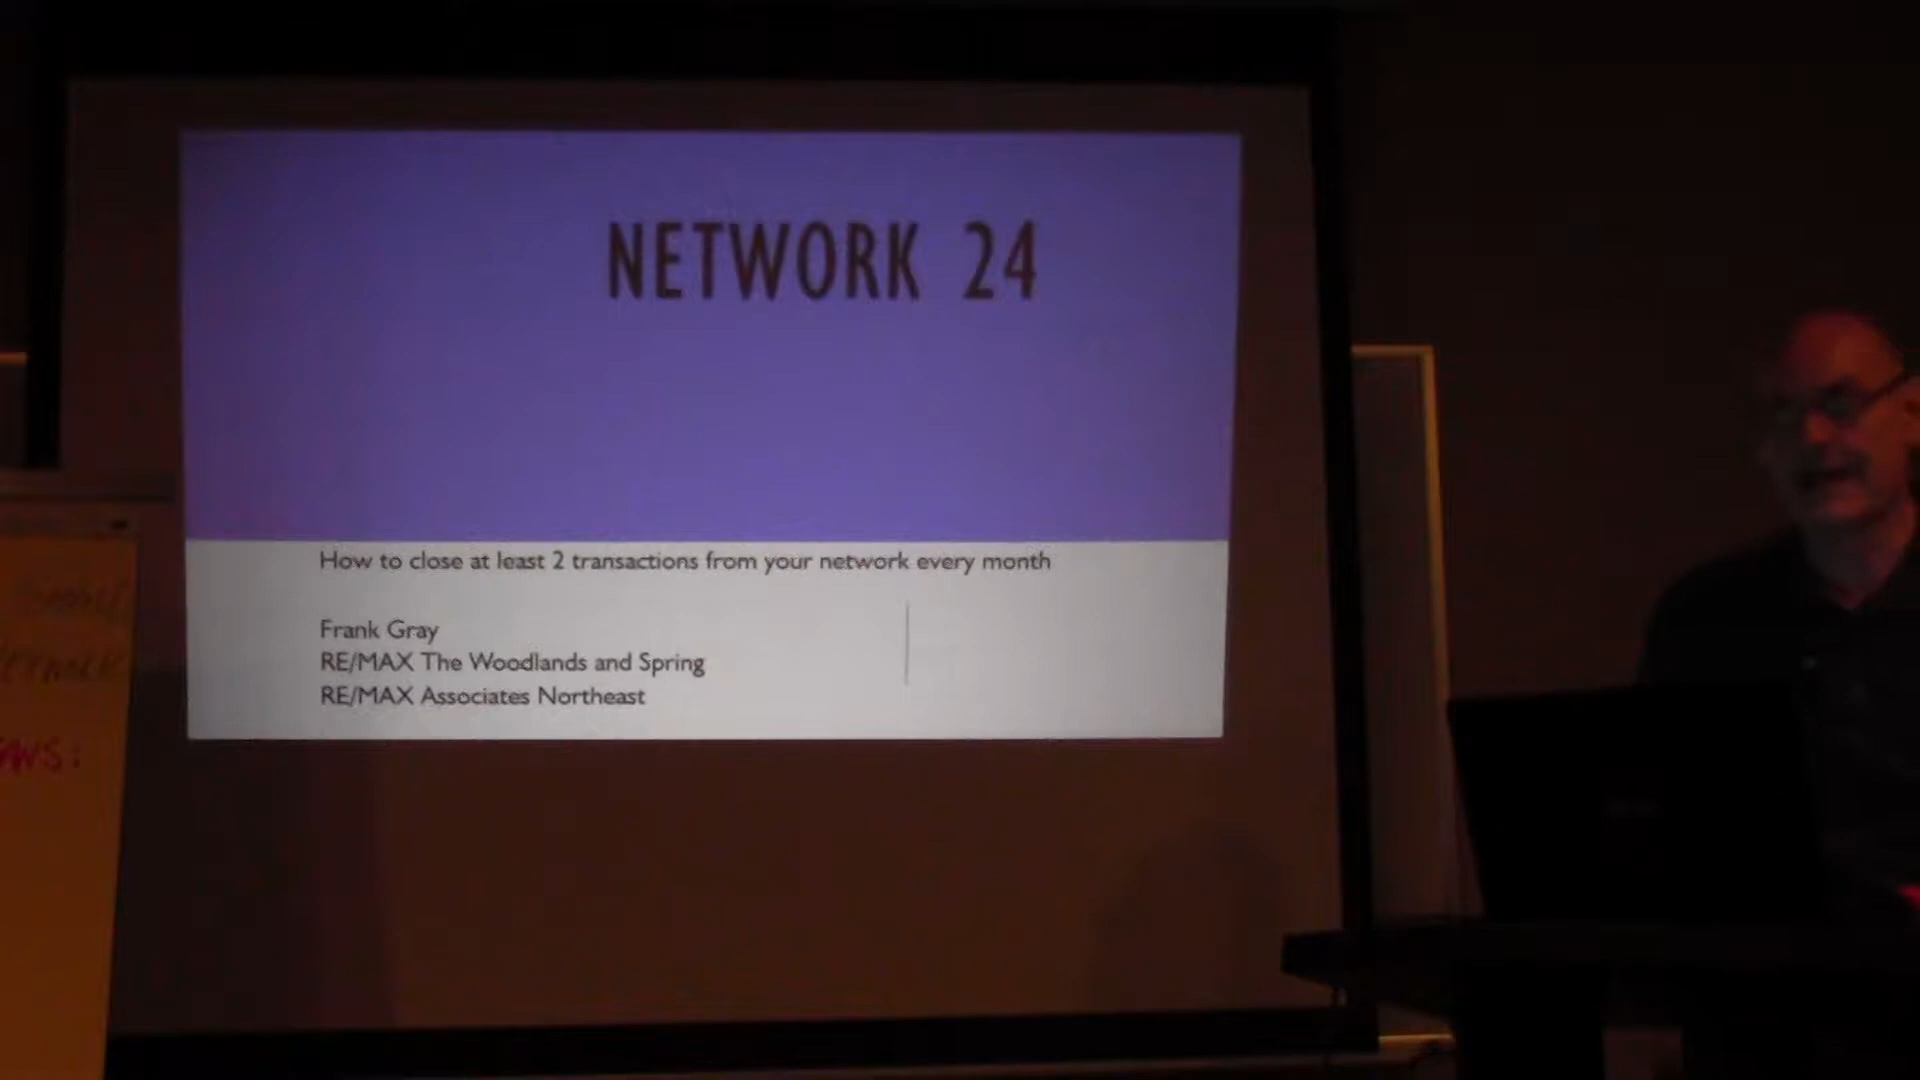 NETWORK 24
How to close at least 2 transactions from your network every month
Frank Gray
RE/MAX The Woodlands and Spring
RE/MAX Associates Northeast